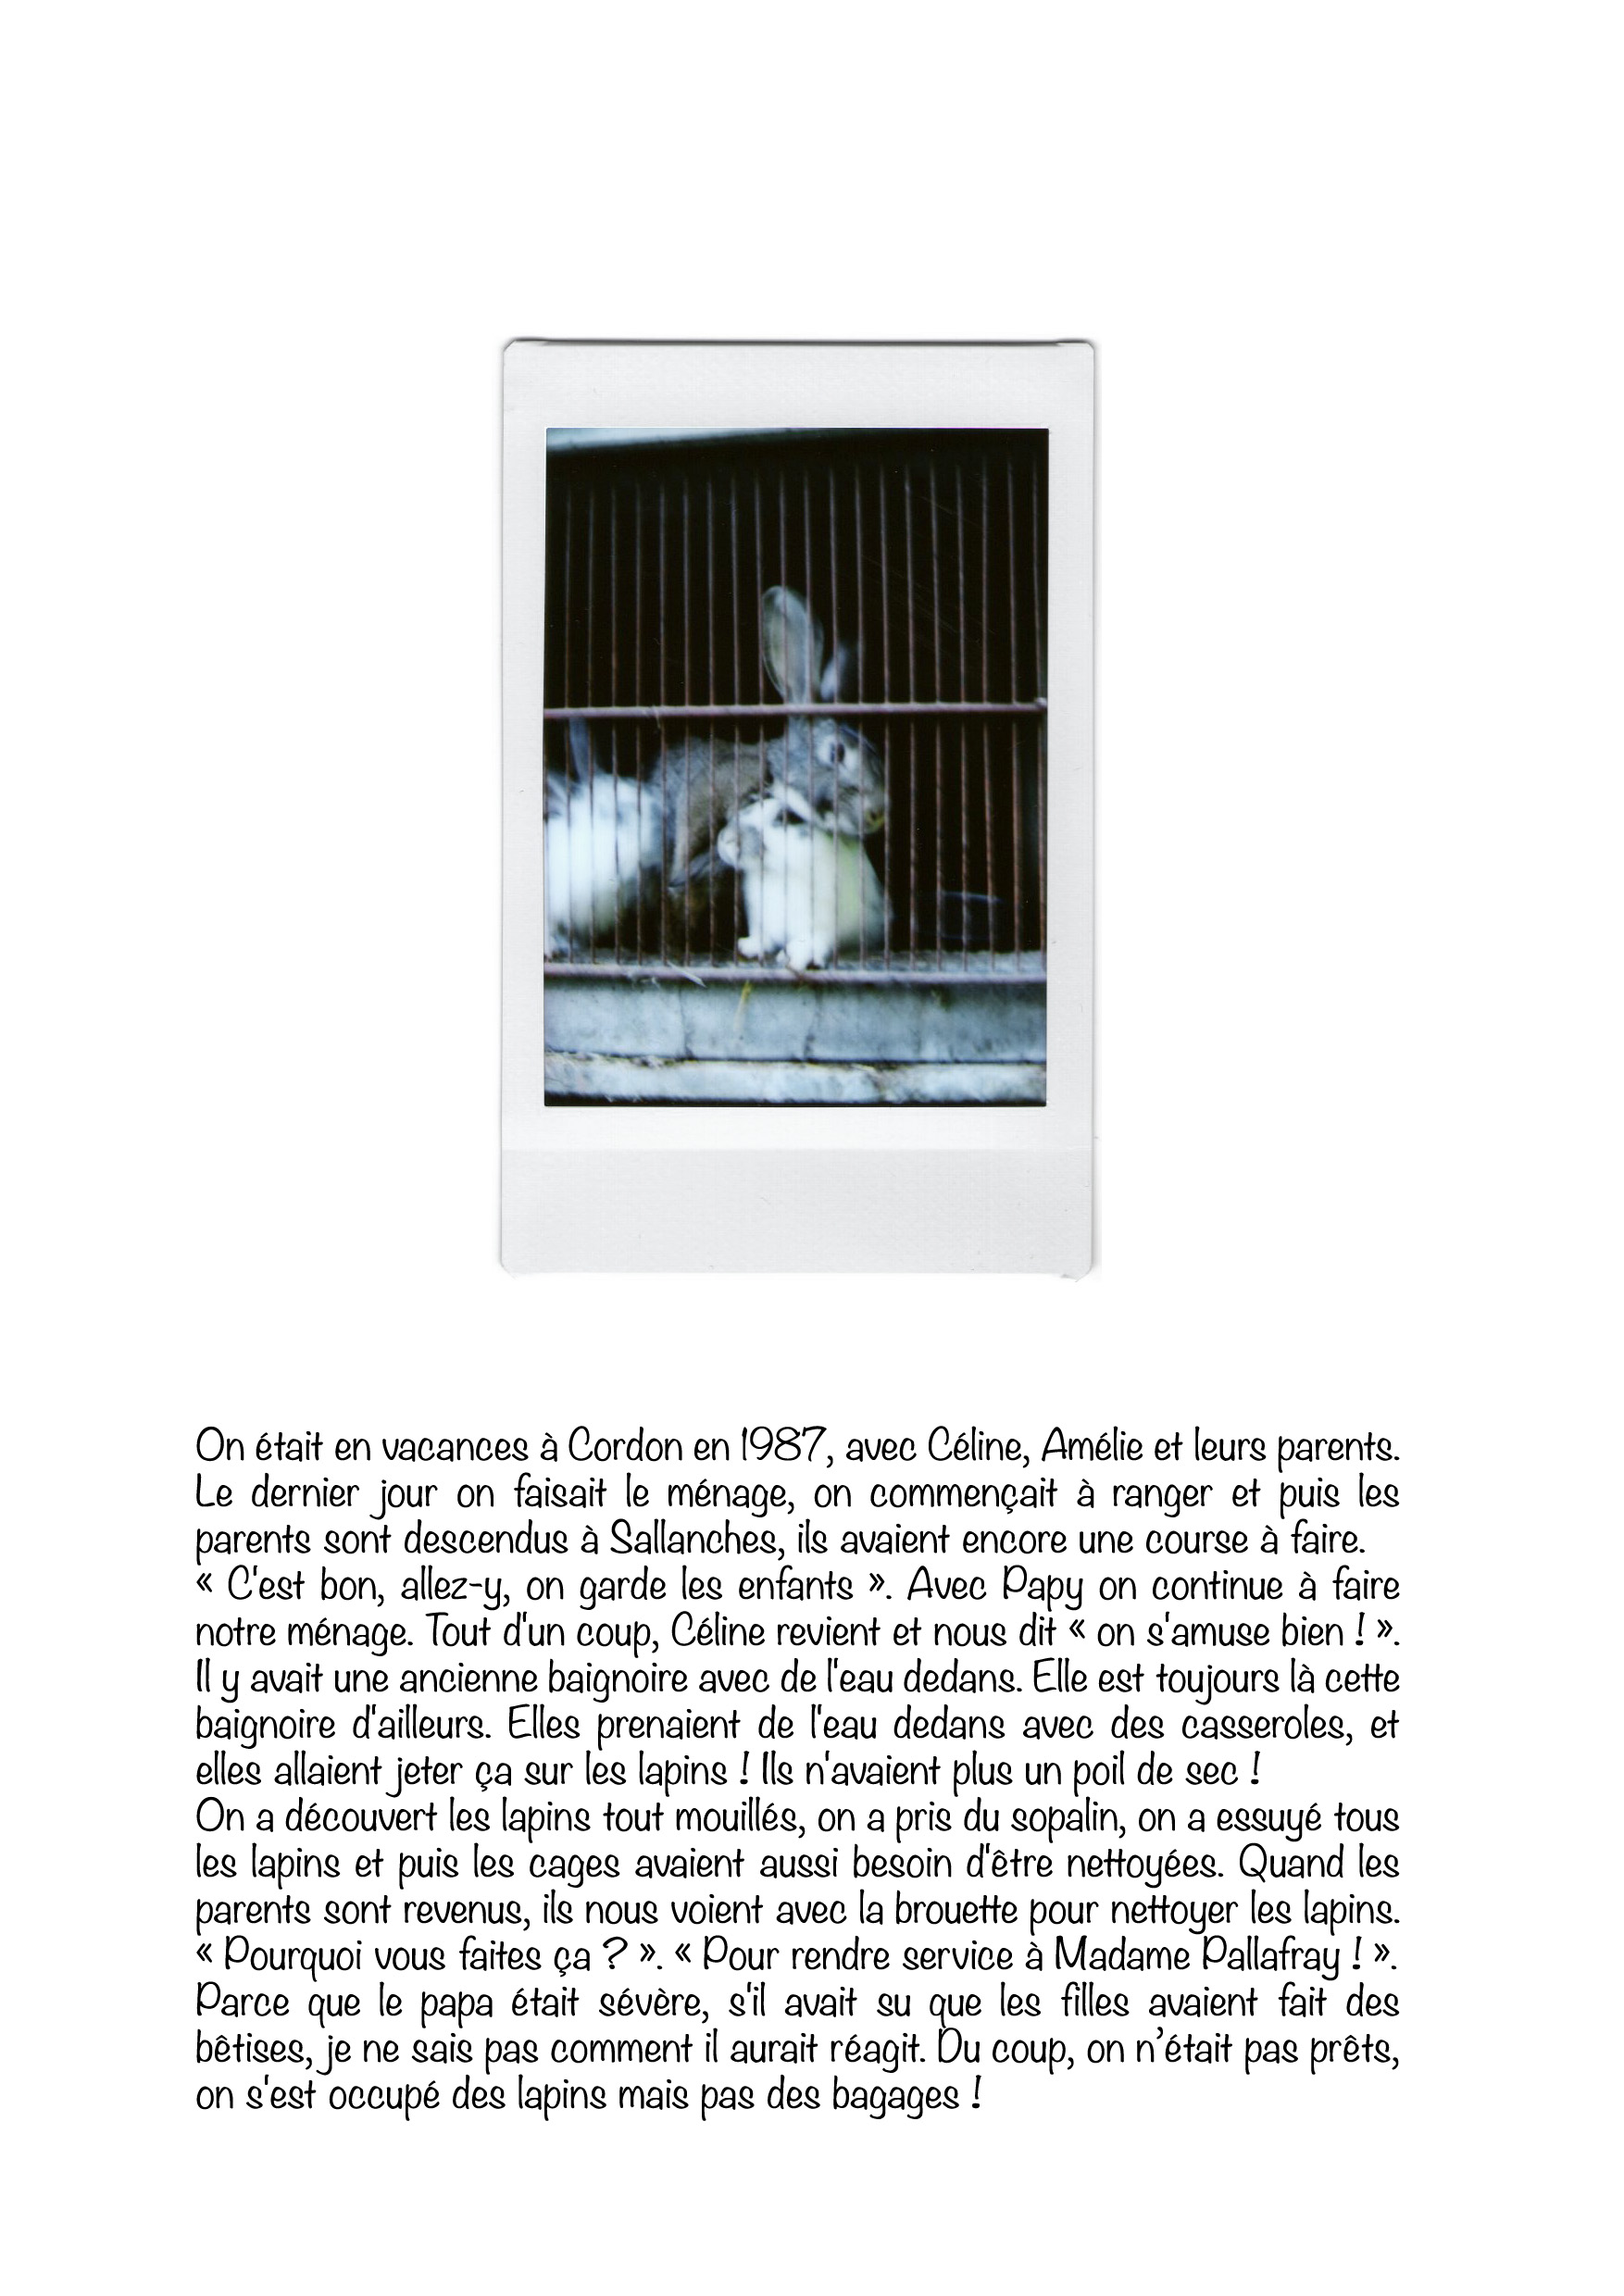 On était en vacances à Cordon en 1987, avec Céline, Amélie et leurs parents.
Le dernier jour on faisait le ménage, on commençait à ranger et puis les
parents sont descendus à Sallanches, ils avaient encore une course à faire.
« C'est bon, allez-y, on garde les enfants ». Avec Papy on continue à faire
notre ménage. Tout d'un coup, Céline revient et nous dit « on s'amuse bien ! ».
Il y avait une ancienne baignoire avec de l'eau dedans. Elle est toujours là cette
baignoire d'ailleurs. Elles prenaient de l'eau dedans avec des casseroles, et
elles allaient jeter ça sur les lapins ! Ils n'avaient plus un poil de sec !
On a découvert les lapins tout mouillés, on a pris du sopalin, on a essuyé tous
les lapins et puis les cages avaient aussi besoin d'être nettoyées. Quand les
parents sont revenus, ils nous voient avec la brouette pour nettoyer les lapins.
« Pourquoi vous faites ça ? ». « Pour rendre service à Madame Pallafray ! ».
Parce que le papa était sévère, s'il avait su que les filles avaient fait des
bêtises, je ne sais pas comment il aurait réagit. Du coup, on n’était pas prêts,
on s'est occupé des lapins mais pas des bagages !